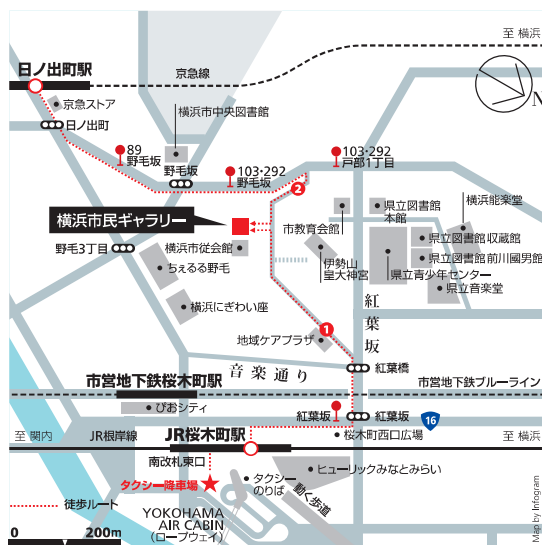 至 横浜
日ノ出町駅
京急線
N
京急ストア
横浜市中央図書館
日ノ出町
89
野毛坂
野毛坂
103・292
野毛坂
103・292
戸部1丁目
2
横浜市民ギャラリー
市教育会館
県立図書館
本館
横浜能楽堂
県立図書館収蔵館
県立図書館前川國男館
野毛3丁目
横浜市従会館
ちぇるる野毛
伊勢山
皇大神宮
県立青少年センター
県立音楽堂
横浜にぎわい座
紅葉坂
1
地域ケアプラザ
音楽通り
紅葉橋
市営地下鉄桜木町駅
市営地下鉄ブルーライン
ぴおシティ
紅葉坂
紅葉坂
16
至 関内
JR根岸線
JR桜木町駅
桜木町西口広場
至 横浜
南改札東口
ヒューリックみなとみらい
タクシー降車場
タクシー
のりば
動く歩道
徒歩ルート
YOKOHAMA
AIR CABIN
(ロープウェイ)
0
200m
Map by Infogram